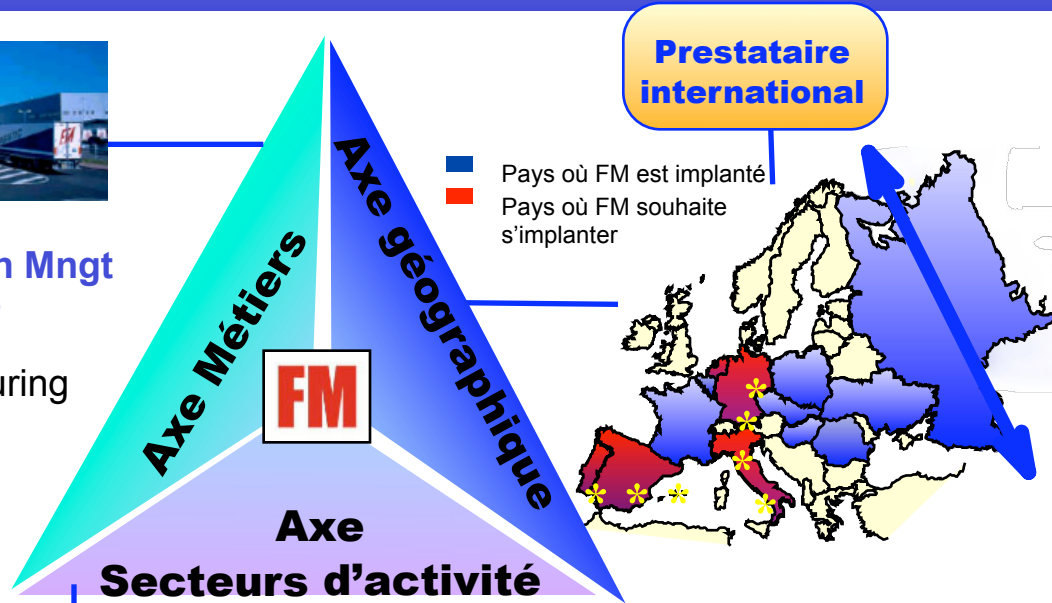 Prestataire
international
Pays où FM est implanté
Pays où FM souhaite
s'implanter
FM
n Mngt
uring
Axe Métiers
Axe géographique
FM
Axe
Secteurs d'activité